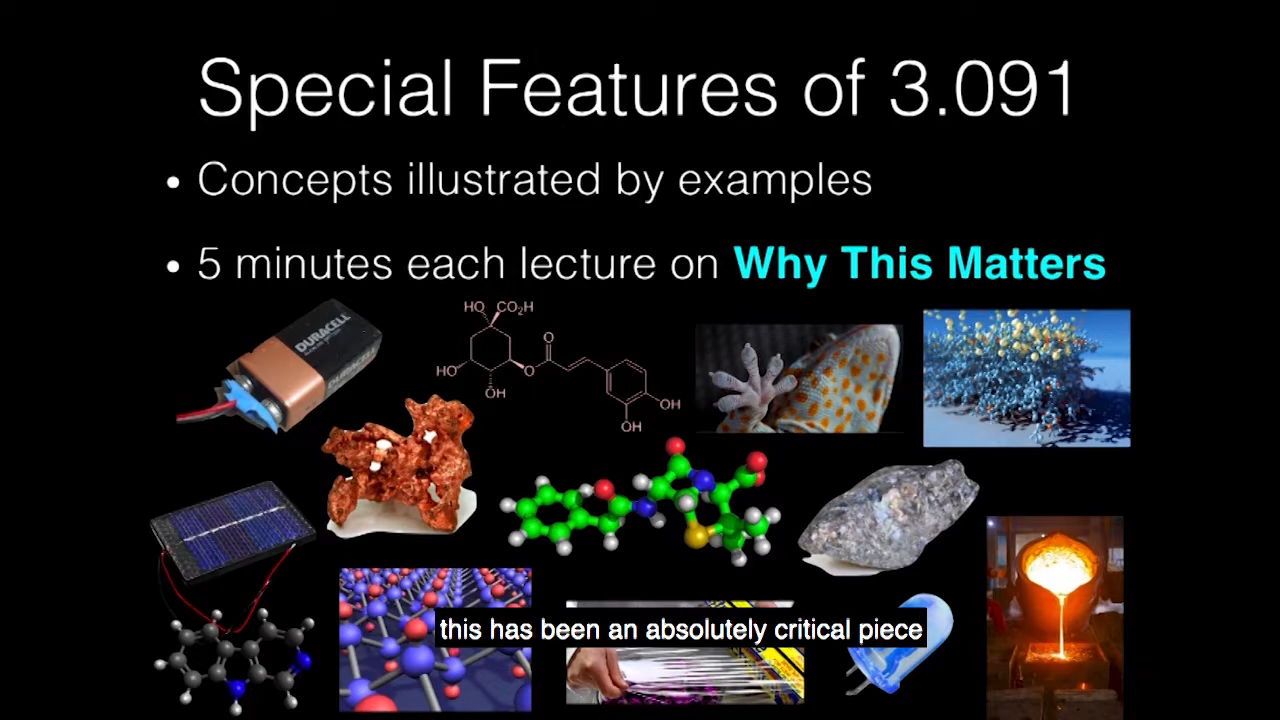 Special Features of 3.091
• Concepts illustrated by examples
• 5 minutes each lecture on Why This Matters
DURACELL
DURACELL
HO CO₂H
O
HO
O
OH
OH
OH
this has been an absolutely critical piece